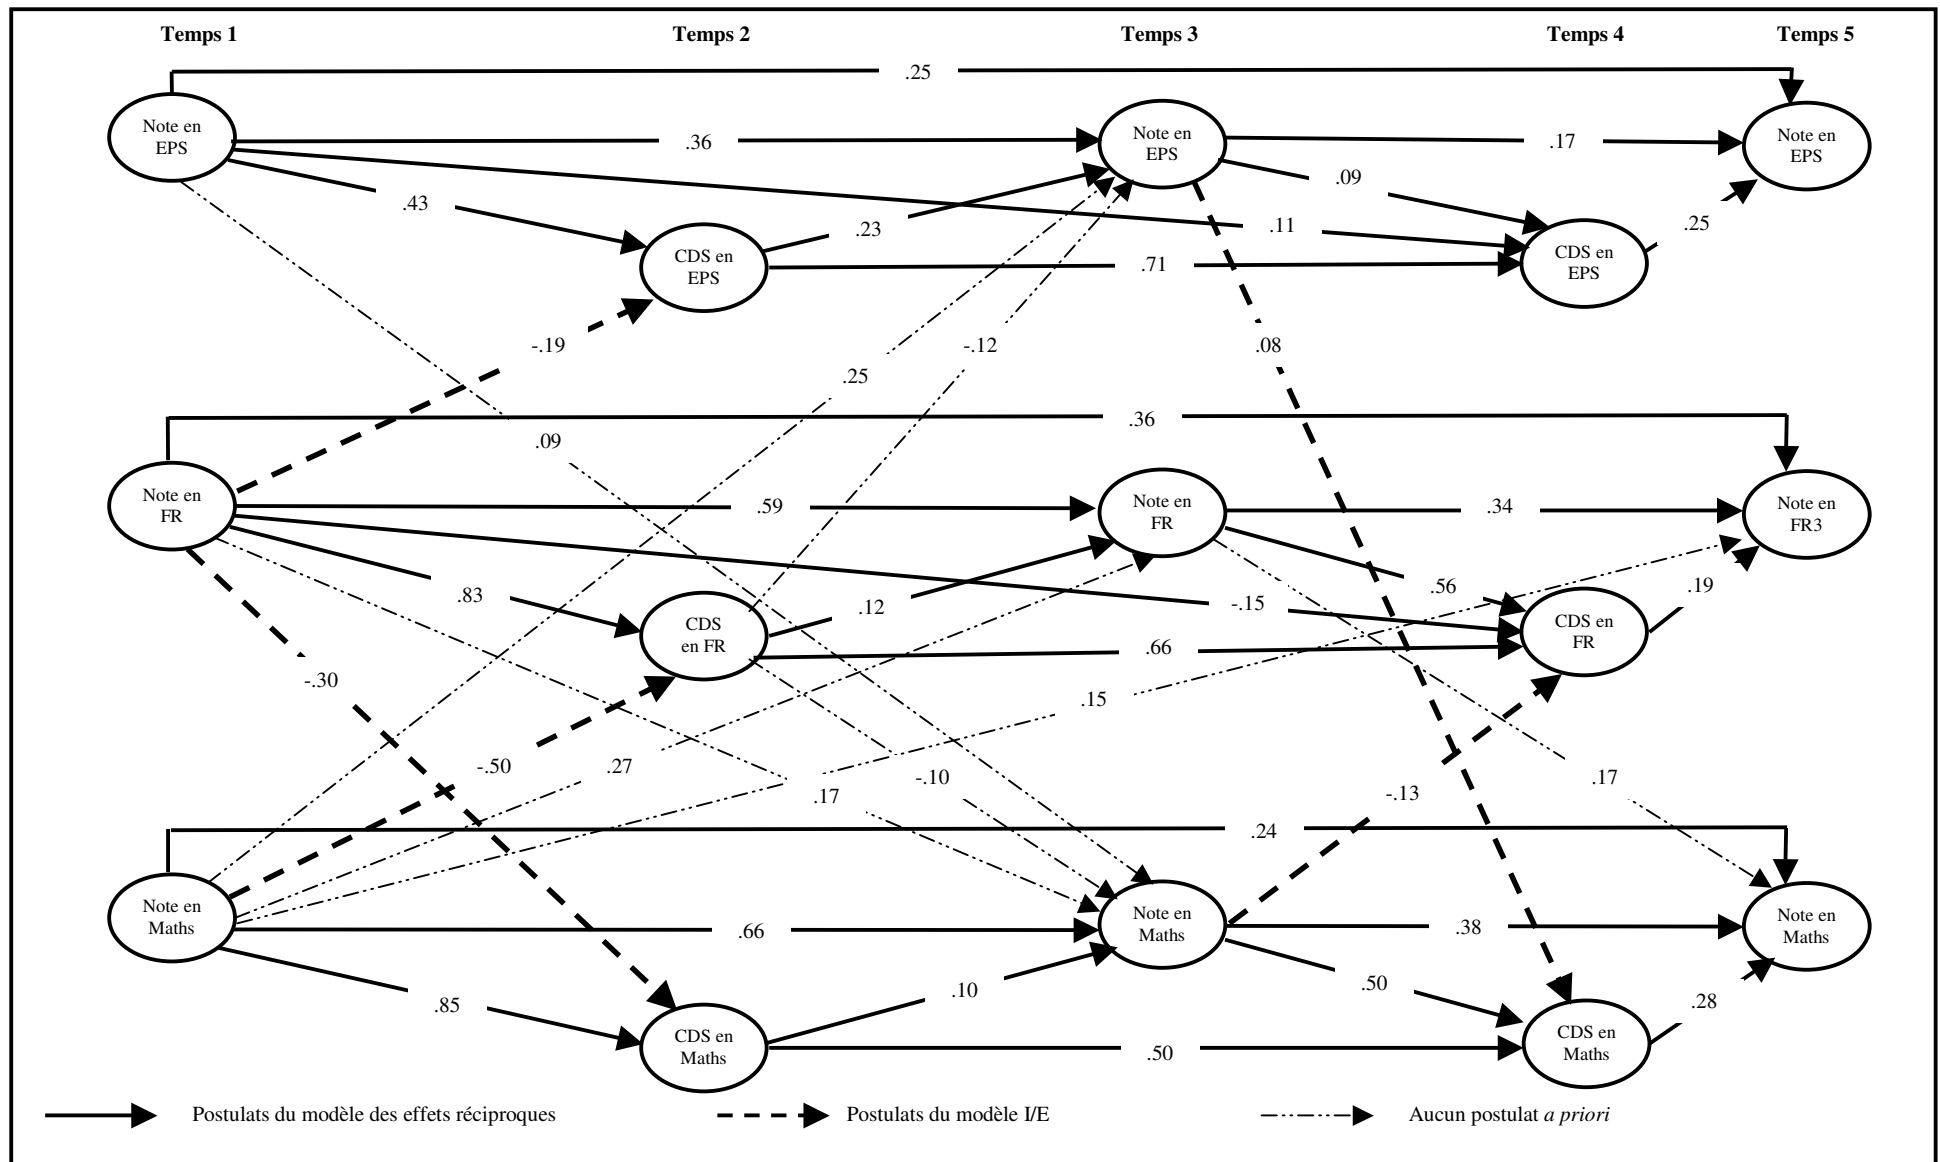 Temps 1
Temps 2
Temps 3
Temps 4
Temps 5
.25
Note en
EPS
.36
Note en
EPS
.17
Note en
EPS
.43
.23
.09
.11
.25
CDS en
EPS
.71
CDS en
EPS
-.19
.25
-.12
.08
.09
.36
Note en
FR
.59
Note en
FR
.34
Note en
FR3
.83
.12
-.15
.56
.19
CDS
en FR
.66
CDS en
FR
-.30
.15
-.50
.27
-.10
.17
.17
-.13
.24
Note en
Maths
.66
Note en
Maths
.38
Note en
Maths
.85
.10
.50
.28
CDS en
Maths
.50
CDS en
Maths
Postulats du modèle des effets réciproques
Postulats du modèle I/E
Aucun postulat a priori